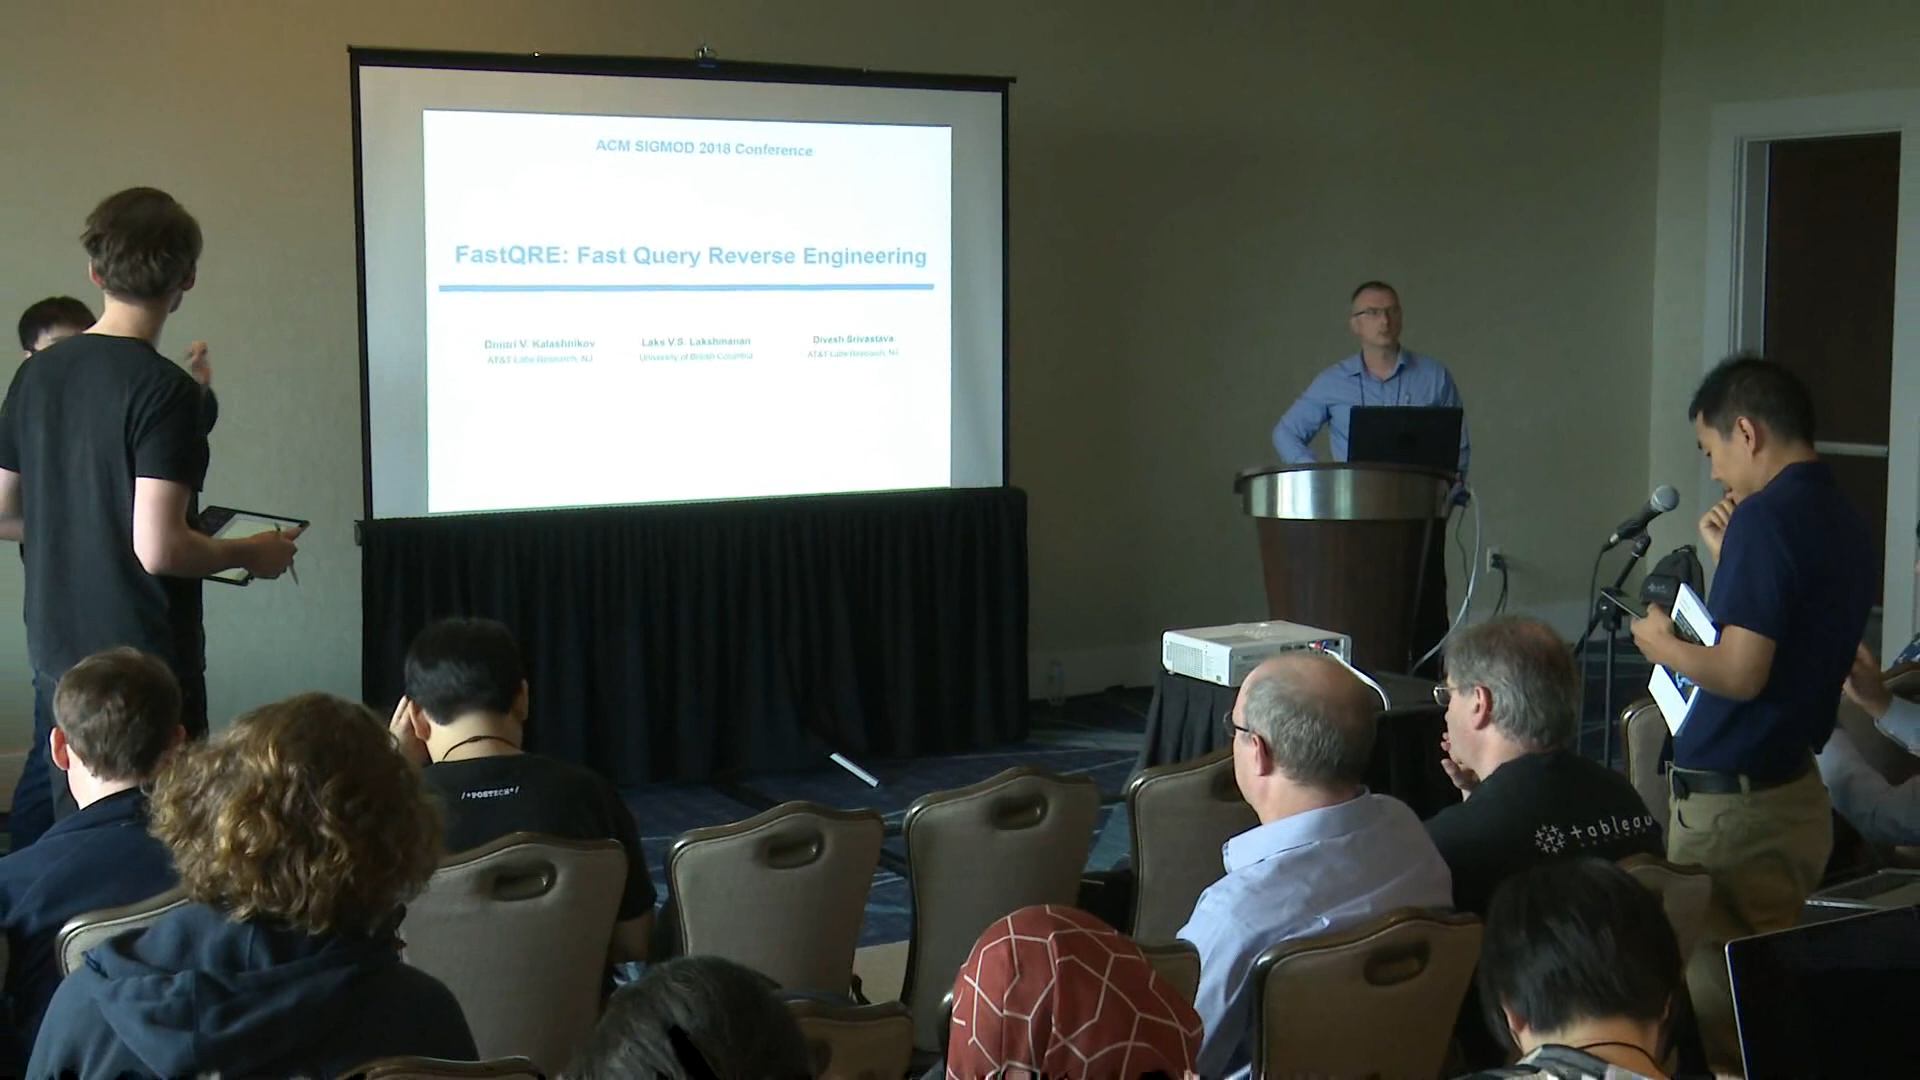 ACM SIGMOD 2018 Conference
FastQRE: Fast Query Reverse Engineering
Dmitri V. Kalashnikov
AT&T Labs Research, NJ
Laks V.S. Lakshmanan
University of British Columbia
Divesh Srivastava
AT&T Labs Research, NJ
/*POSTECH*/
tableau